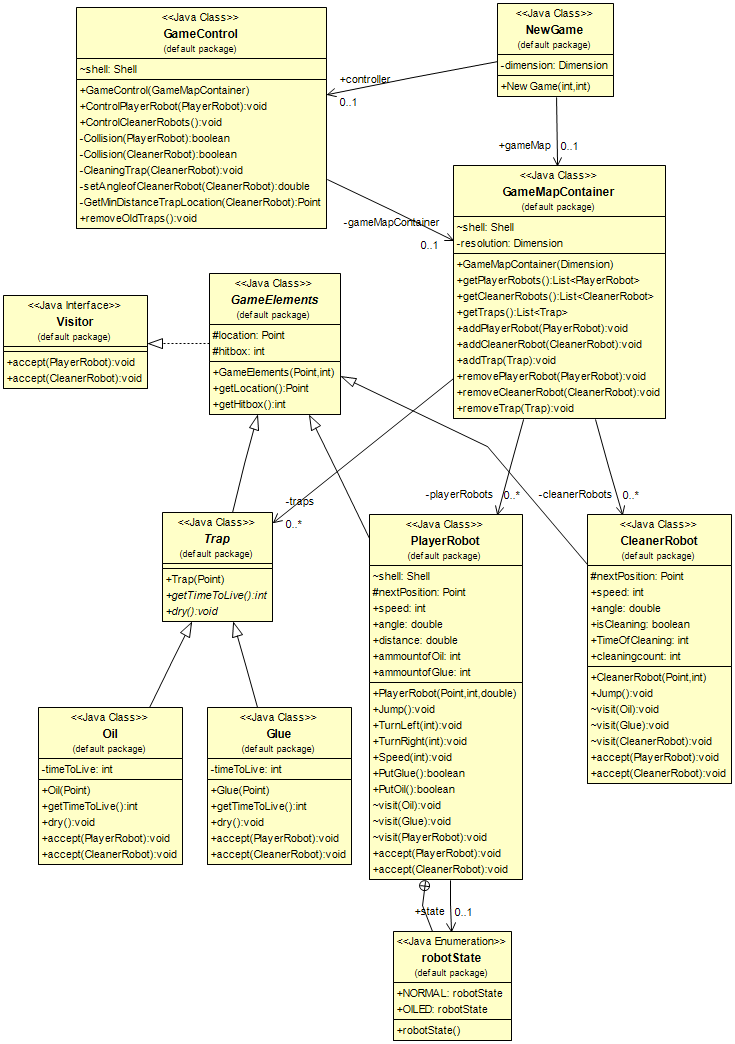 <<Java Class>>
GameControl
(default package)
~shell: Shell
+GameControl(GameMapContainer)
+ControlPlayerRobot(PlayerRobot):void
+ControlCleanerRobots():void
-Collision(PlayerRobot):boolean
-Collision(CleanerRobot):boolean
-CleaningTrap(CleanerRobot):void
-setAngleofCleanerRobot(CleanerRobot):double
-GetMinDistanceTrapLocation(CleanerRobot):Point
+removeOldTraps():void
<<Java Class>>
NewGame
(default package)
-dimension: Dimension
+New Game(int,int)
+controller
0..1
+gameMap
0..1
-gameMapContainer
0..1
<<Java Class>>
GameMapContainer
(default package)
~shell: Shell
-resolution: Dimension
+GameMapContainer(Dimension)
+getPlayerRobots():List<PlayerRobot>
+getCleanerRobots():List<CleanerRobot>
+getTraps():List<Trap>
+addPlayerRobot(PlayerRobot):void
+addCleanerRobot(CleanerRobot):void
+addTrap(Trap):void
+removePlayerRobot(PlayerRobot):void
+removeCleanerRobot(CleanerRobot):void
+removeTrap(Trap):void
<<Java Interface>>
Visitor
(default package)
+accept(PlayerRobot):void
+accept(CleanerRobot):void
<<Java Class>>
GameElements
(default package)
#location: Point
#hitbox: int
+GameElements(Point,int)
+getLocation():Point
+getHitbox():int
-traps
0..*
-playerRobots
0..*
-cleanerRobots
0..*
<<Java Class>>
Trap
(default package)
+Trap(Point)
+getTimeToLive():int
+dry():void
<<Java Class>>
PlayerRobot
(default package)
~shell: Shell
#nextPosition: Point
+speed: int
+angle: double
+distance: double
+ammountofOil: int
+ammountofGlue: int
+PlayerRobot(Point,int,double)
+Jump():void
+TurnLeft(int):void
+TurnRight(int):void
+Speed(int):void
+PutGlue():boolean
+PutOil():boolean
~visit(Oil):void
~visit(Glue):void
~visit(PlayerRobot):void
+accept(PlayerRobot):void
+accept(CleanerRobot):void
<<Java Class>>
CleanerRobot
(default package)
#nextPosition: Point
+speed: int
+angle: double
+isCleaning: boolean
+TimeOfCleaning: int
+cleaningcount: int
+CleanerRobot(Point,int)
+Jump():void
~visit(Oil):void
~visit(Glue):void
~visit(CleanerRobot):void
+accept(PlayerRobot):void
+accept(CleanerRobot):void
<<Java Class>>
Oil
(default package)
-timeToLive: int
+Oil(Point)
+getTimeToLive():int
+dry():void
+accept(PlayerRobot):void
+accept(CleanerRobot):void
<<Java Class>>
Glue
(default package)
-timeToLive: int
+Glue(Point)
+getTimeToLive():int
+dry():void
+accept(PlayerRobot):void
+accept(CleanerRobot):void
+state
0..1
<<Java Enumeration>>
robotState
(default package)
+NORMAL: robotState
+OILED: robotState
+robotState()